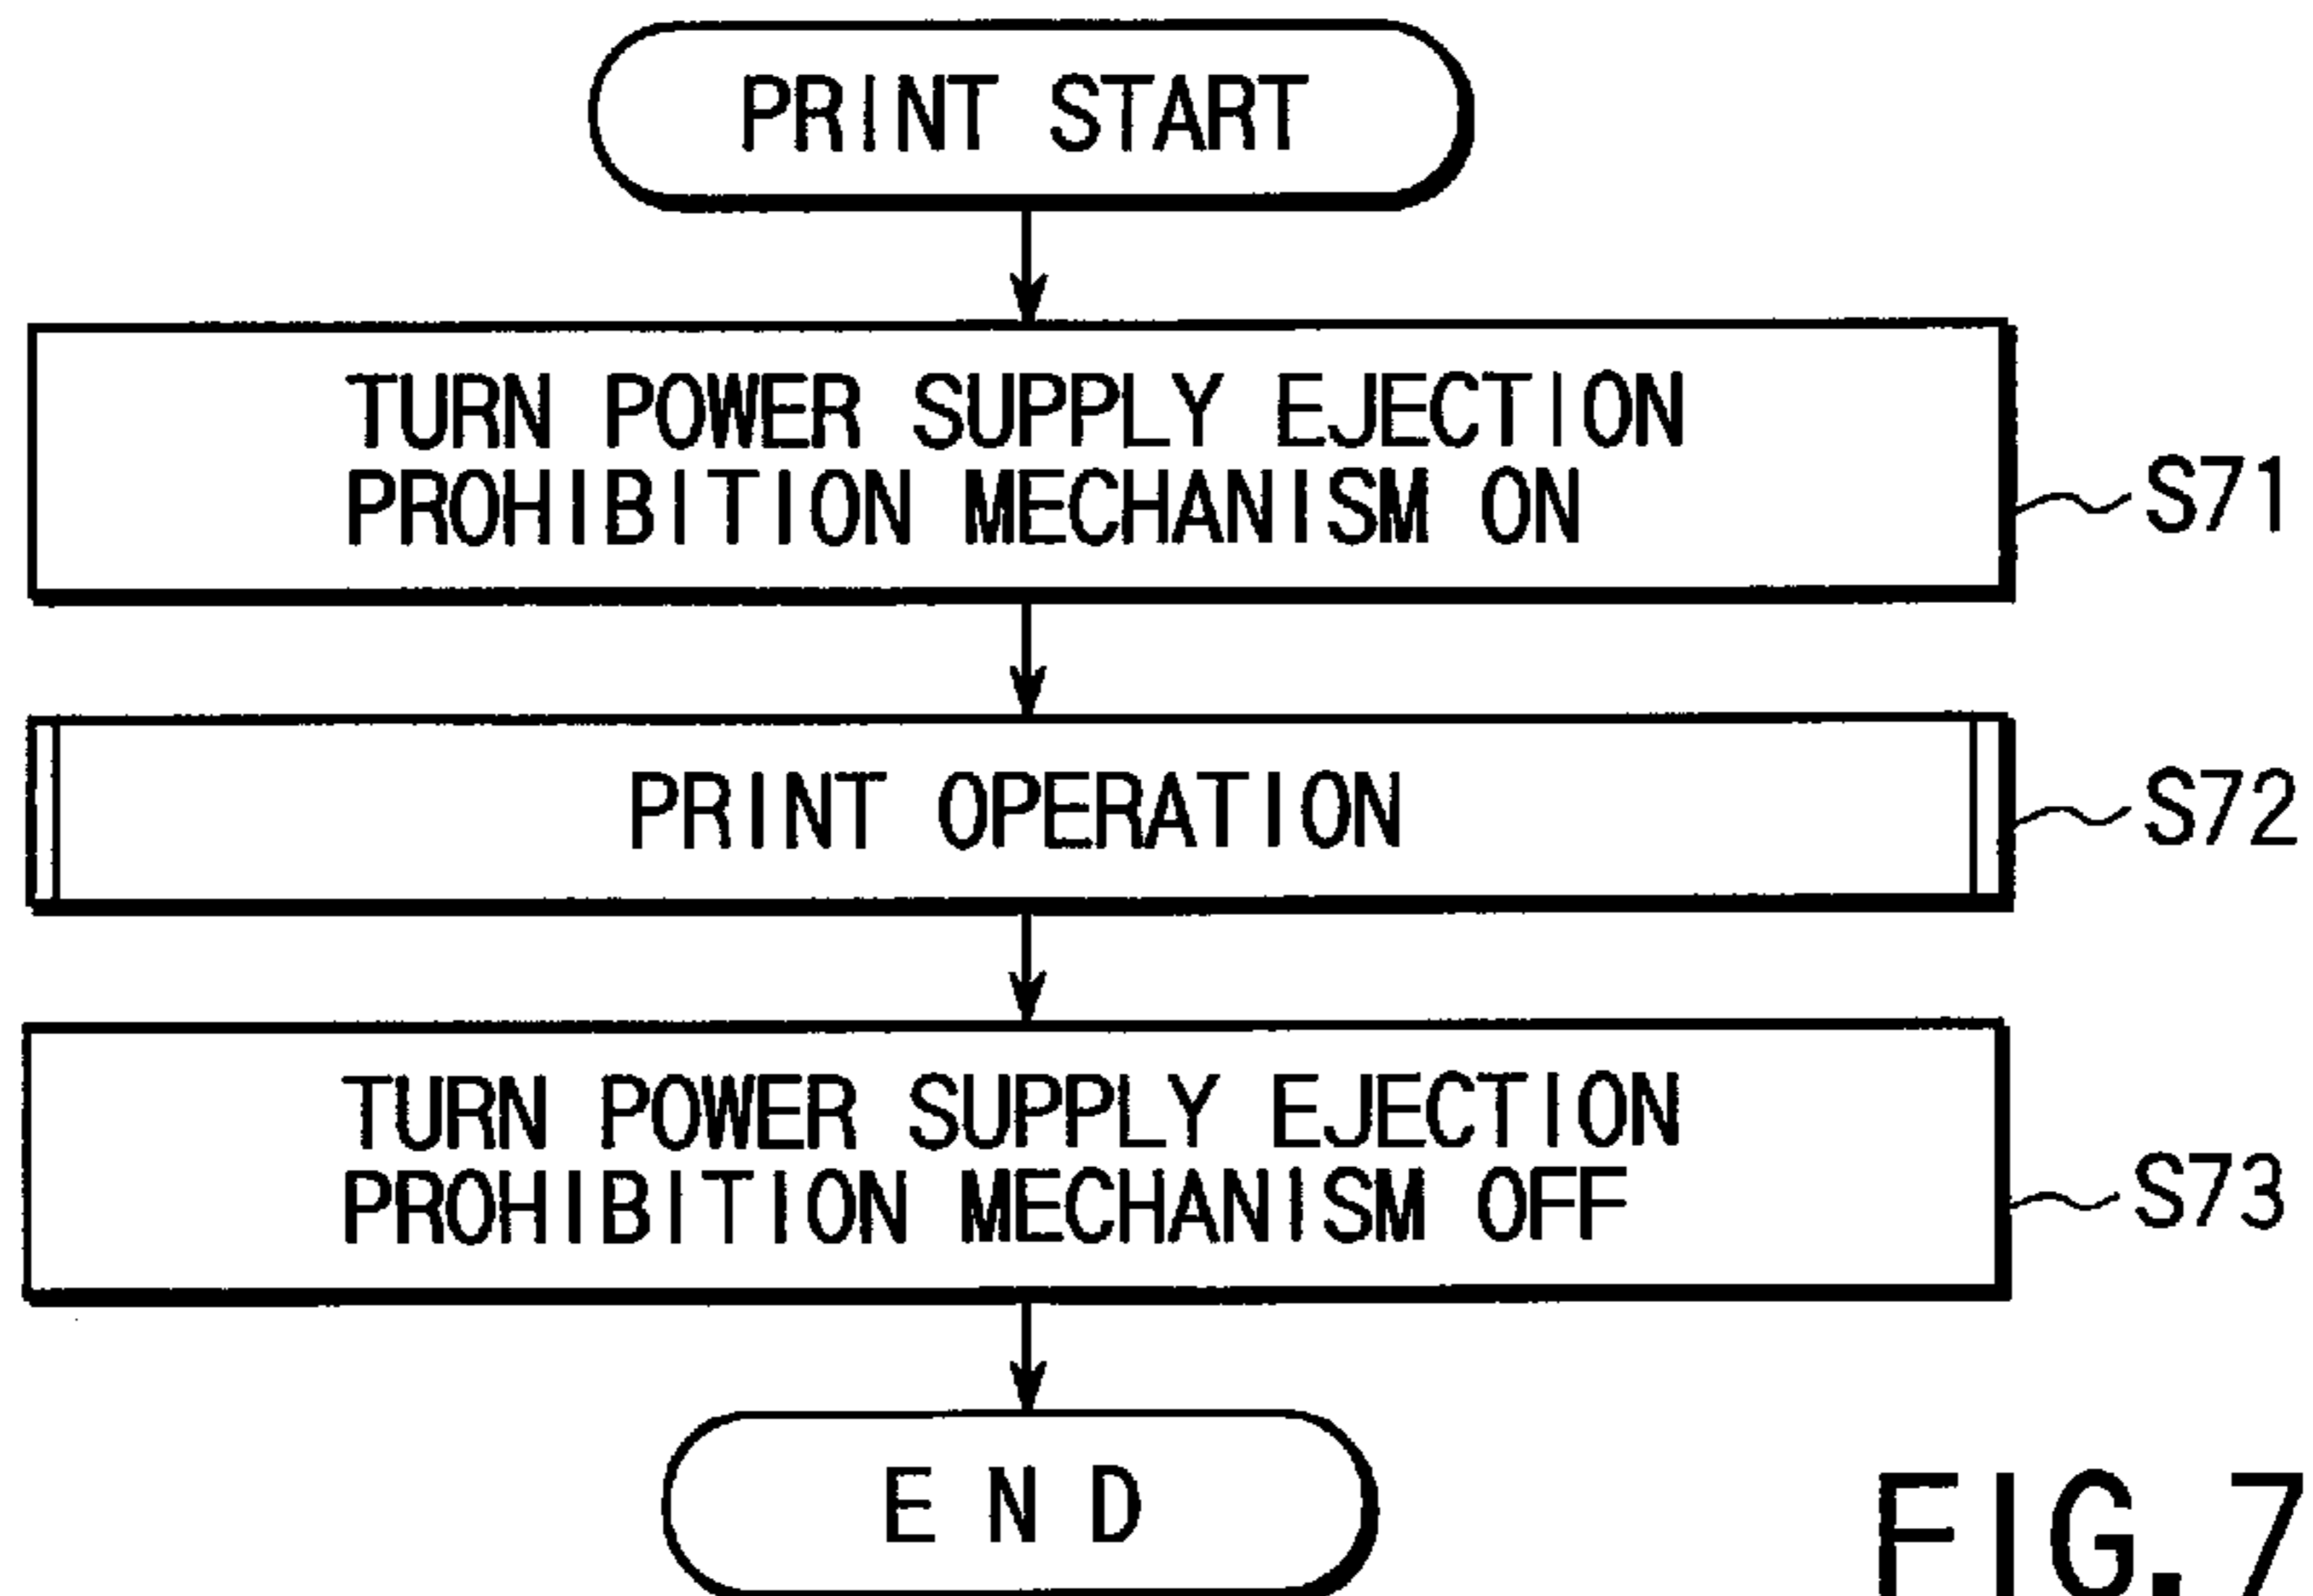 PRINT START
TURN POWER SUPPLY EJECTION
PROHIBITION MECHANISM ON
S71
PRINT OPERATION
S72
TURN POWER SUPPLY EJECTION
PROHIBITION MECHANISM OFF
S73
END
FIG.7